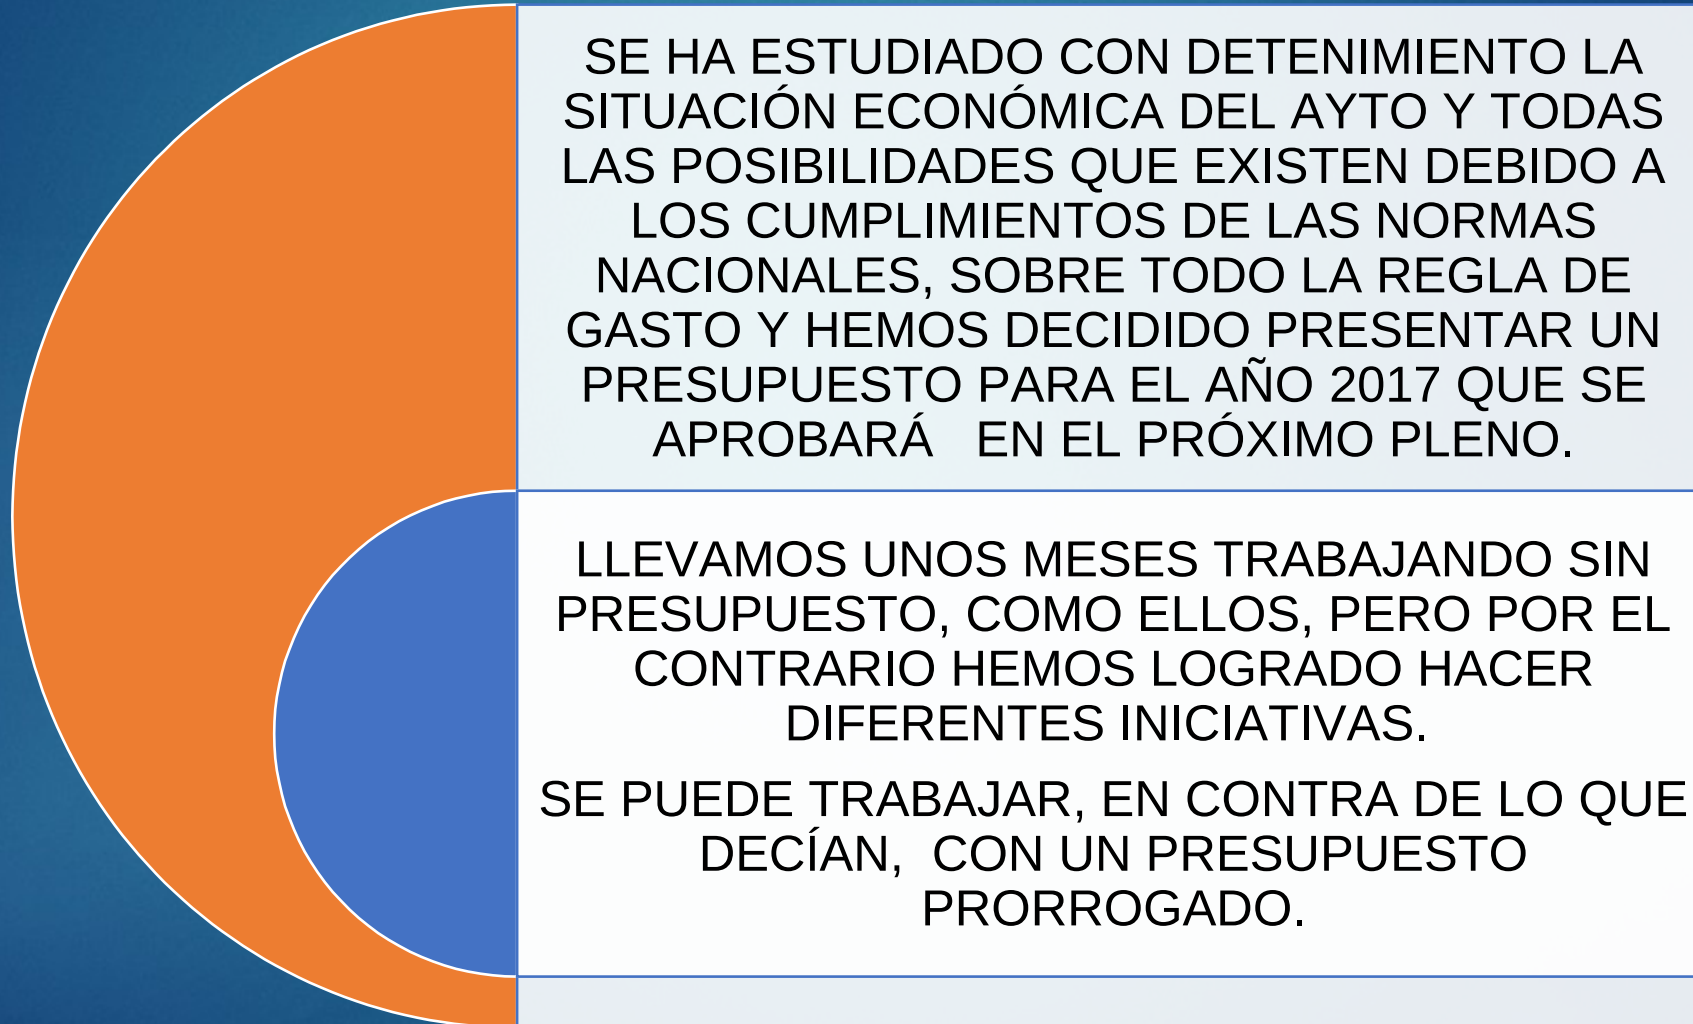 SE HA ESTUDIADO CON DETENIMIENTO LA
SITUACIÓN ECONÓMICA DEL AYTO Y TODAS
LAS POSIBILIDADES QUE EXISTEN DEBIDO A
LOS CUMPLIMIENTOS DE LAS NORMAS
NACIONALES, SOBRE TODO LA REGLA DE
GASTO Y HEMOS DECIDIDO PRESENTAR UN
PRESUPUESTO PARA EL AÑO 2017 QUE SE
APROBARÁ   EN EL PRÓXIMO PLENO.
LLEVAMOS UNOS MESES TRABAJANDO SIN
PRESUPUESTO, COMO ELLOS, PERO POR EL
CONTRARIO HEMOS LOGRADO HACER
DIFERENTES INICIATIVAS.
SE PUEDE TRABAJAR, EN CONTRA DE LO QUE
DECÍAN,  CON UN PRESUPUESTO
PRORROGADO.